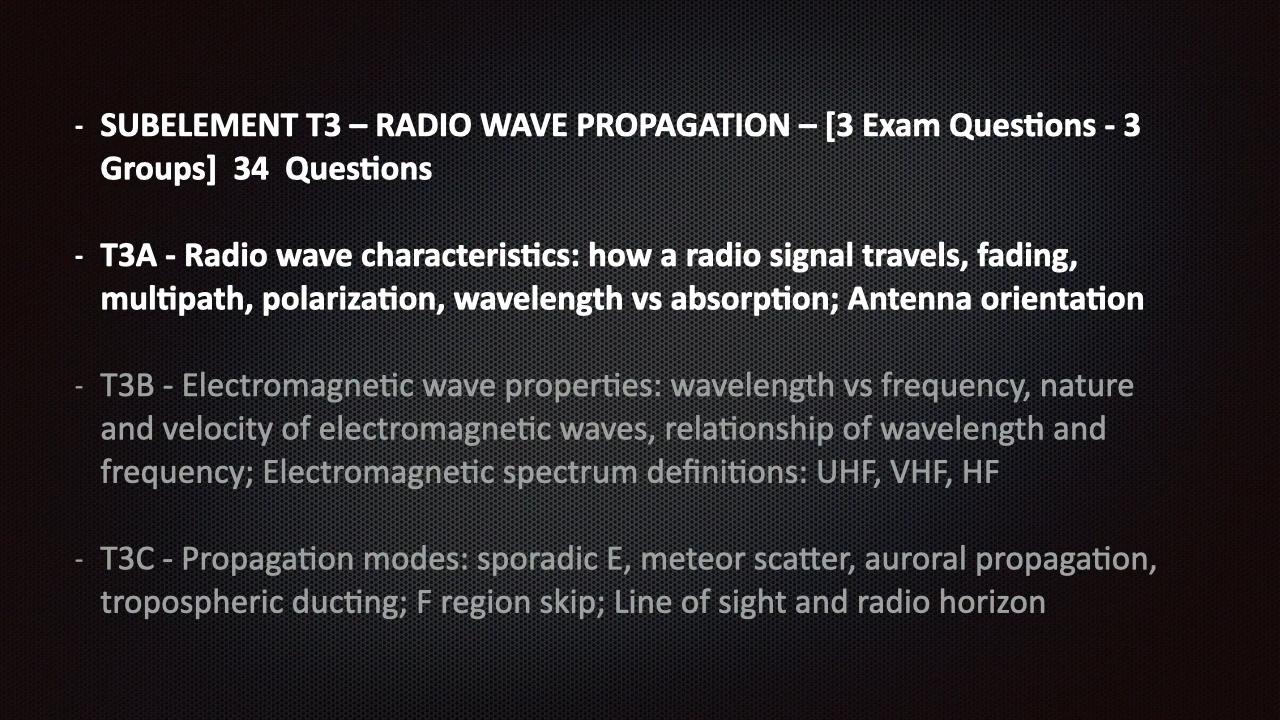 - SUBELEMENT T3 – RADIO WAVE PROPAGATION – [3 Exam Questions - 3
Groups]  34  Questions
- T3A - Radio wave characteristics: how a radio signal travels, fading,
multipath, polarization, wavelength vs absorption; Antenna orientation
- T3B - Electromagnetic wave properties: wavelength vs frequency, nature
and velocity of electromagnetic waves, relationship of wavelength and
frequency; Electromagnetic spectrum definitions: UHF, VHF, HF
- T3C - Propagation modes: sporadic E, meteor scatter, auroral propagation,
tropospheric ducting; F region skip; Line of sight and radio horizon